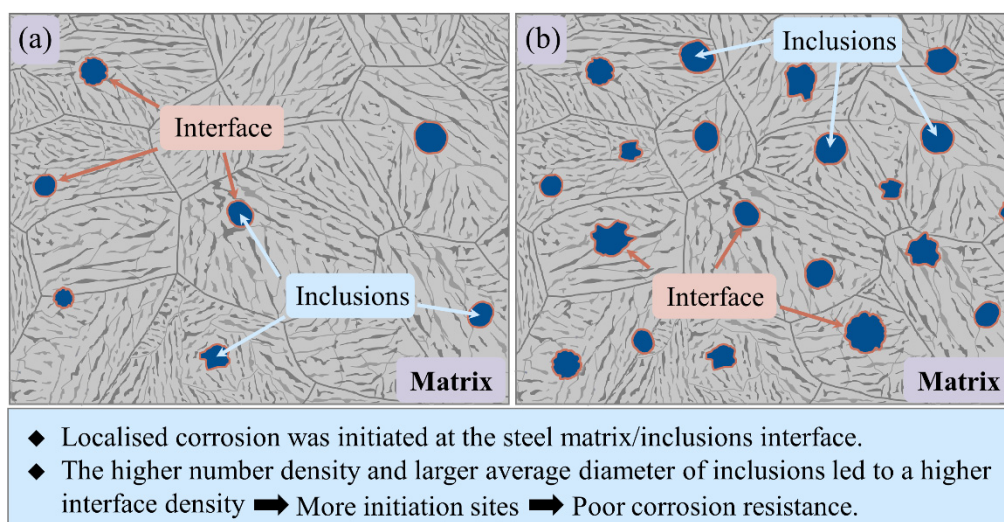 (a)
Interface
Inclusions
Matrix
(b)
Inclusions
Interface
Matrix
◆ Localised corrosion was initiated at the steel matrix/inclusions interface.
◆ The higher number density and larger average diameter of inclusions led to a higher
interface density ➡ More initiation sites ➡ Poor corrosion resistance.